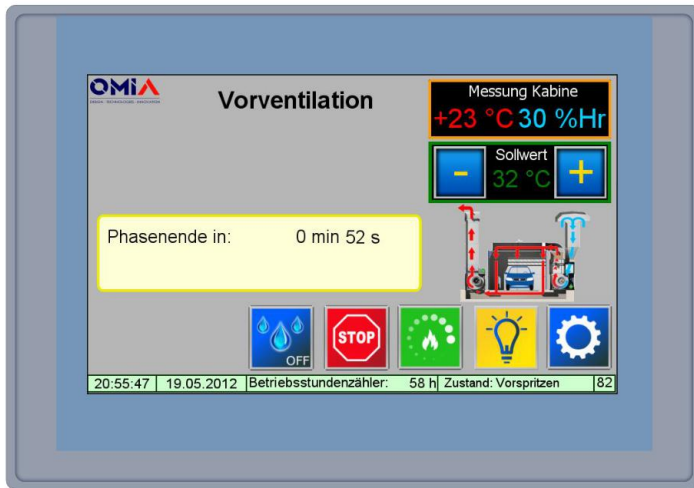 OMIA
Vorventilation
Messung Kabine
+23 °C 30 %Hr
Sollwert
- 32 °C +
Phasenende in: 0 min 52 s
OFF
STOP
20:55:47 19.05.2012 Betriebsstundenzähler: 58 h Zustand: Vorspritzen 82